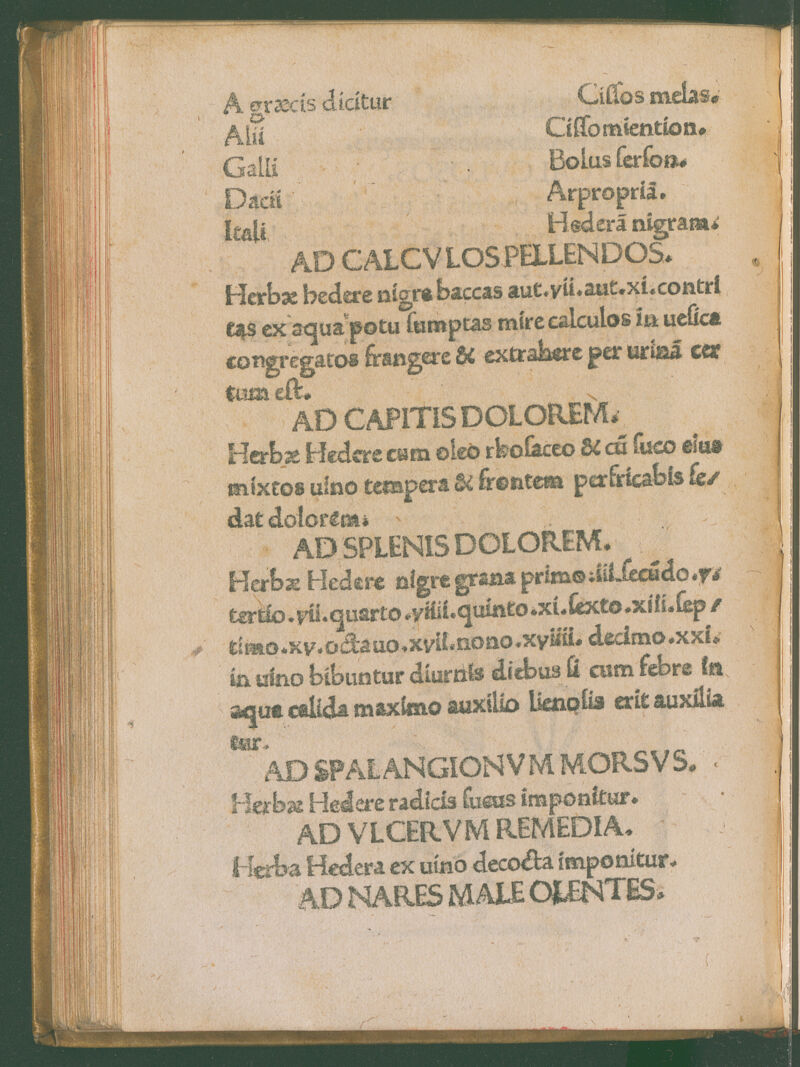 A græcis dicitur Ciſſos melas.
Alii Ciſſomiention.
Galli Bolus ſerſon.
Dacii Arpropriā.
Itali Hederā nigram.
AD CALCVLOS PELLENDOS.
Herbæ hedere nigre baccas aut.vii.aut.xi.contri
tas ex aqua potu ſumptas mire calculos in ueſica
congregatos frangere & extrahere per urinā cer
tum eſt.
AD CAPITIS DOLOREM.
Herbæ Hedere cum oleo rhoſaceo & cū ſuco eius
mixtos uino tempera & frontem perfricabis ſe/
dat dolorem.
AD SPLENIS DOLOREM.
Herbæ Hedere nigre grana primo.iii.ſecūdo.v.
tertio.vii.quarto.viiii.quinto.xi.ſexto.xiii.ſep/
timo.xv.octauo.xvii.nono.xviiii. decimo.xxi.
in uino bibuntur diurnis diebus ſi cum febre in
aqua calida maximo auxilio lienoſis erit auxilia
tur.
AD SPALANGIONVM MORSVS.
Herbæ Hedere radicis ſucus imponitur.
AD VLCERVM REMEDIA.
Herba Hedera ex uino decocta imponitur.
AD NARES MALE OLENTES.